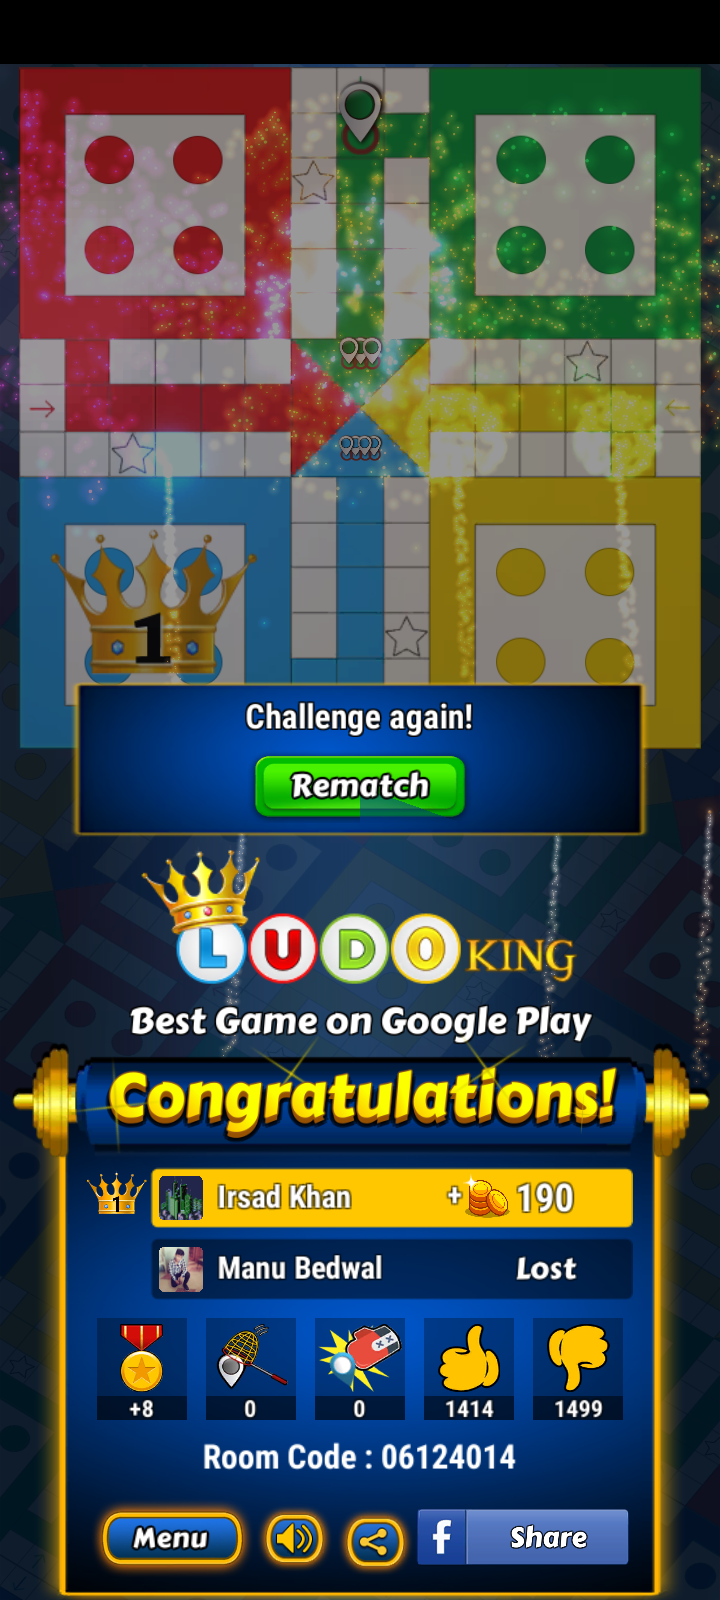 1
Challenge again!
Rematch
LUDO KING
Best Game on Google Play
Congratulations!
1 Irsad Khan + 190
Manu Bedwal Lost
+8 0 0 1414 1499
Room Code : 06124014
Menu f Share